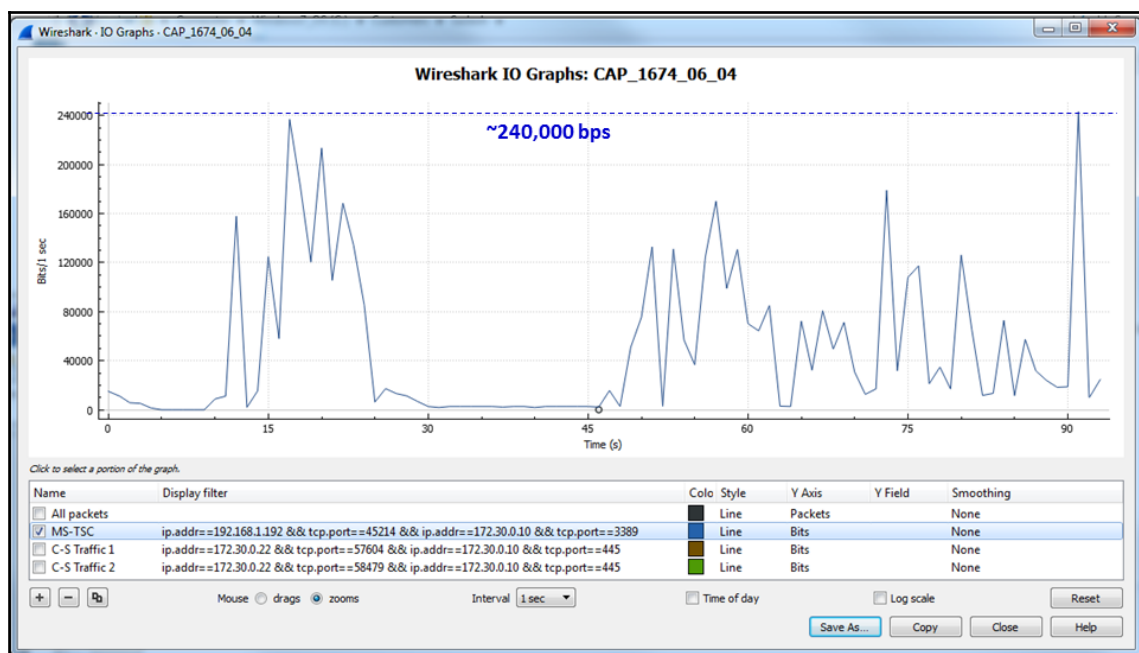 Wireshark · IO Graphs · CAP_1674_06_04
Wireshark IO Graphs: CAP_1674_06_04
~240,000 bps
240000
200000
160000
120000
80000
40000
0
Bits/1 sec
0 15 30 45 60 75 90
Time (s)
Click to select a portion of the graph.
Name Display filter Colo Style Y Axis Y Field Smoothing
All packets Line Packets None
MS-TSC ip.addr==192.168.1.192 && tcp.port==45214 && ip.addr==172.30.0.10 && tcp.port==3389 Line Bits None
C-S Traffic 1 ip.addr==172.30.0.22 && tcp.port==57604 && ip.addr==172.30.0.10 && tcp.port==445 Line Bits None
C-S Traffic 2 ip.addr==172.30.0.22 && tcp.port==58479 && ip.addr==172.30.0.10 && tcp.port==445 Line Bits None
+ − Mouse drags zooms Interval 1 sec Time of day Log scale Reset
Save As... Copy Close Help